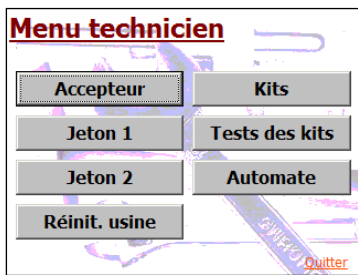 Menu technicien
Accepteur
Kits
Jeton 1
Tests des kits
Jeton 2
Automate
Réinit. usine
Quitter